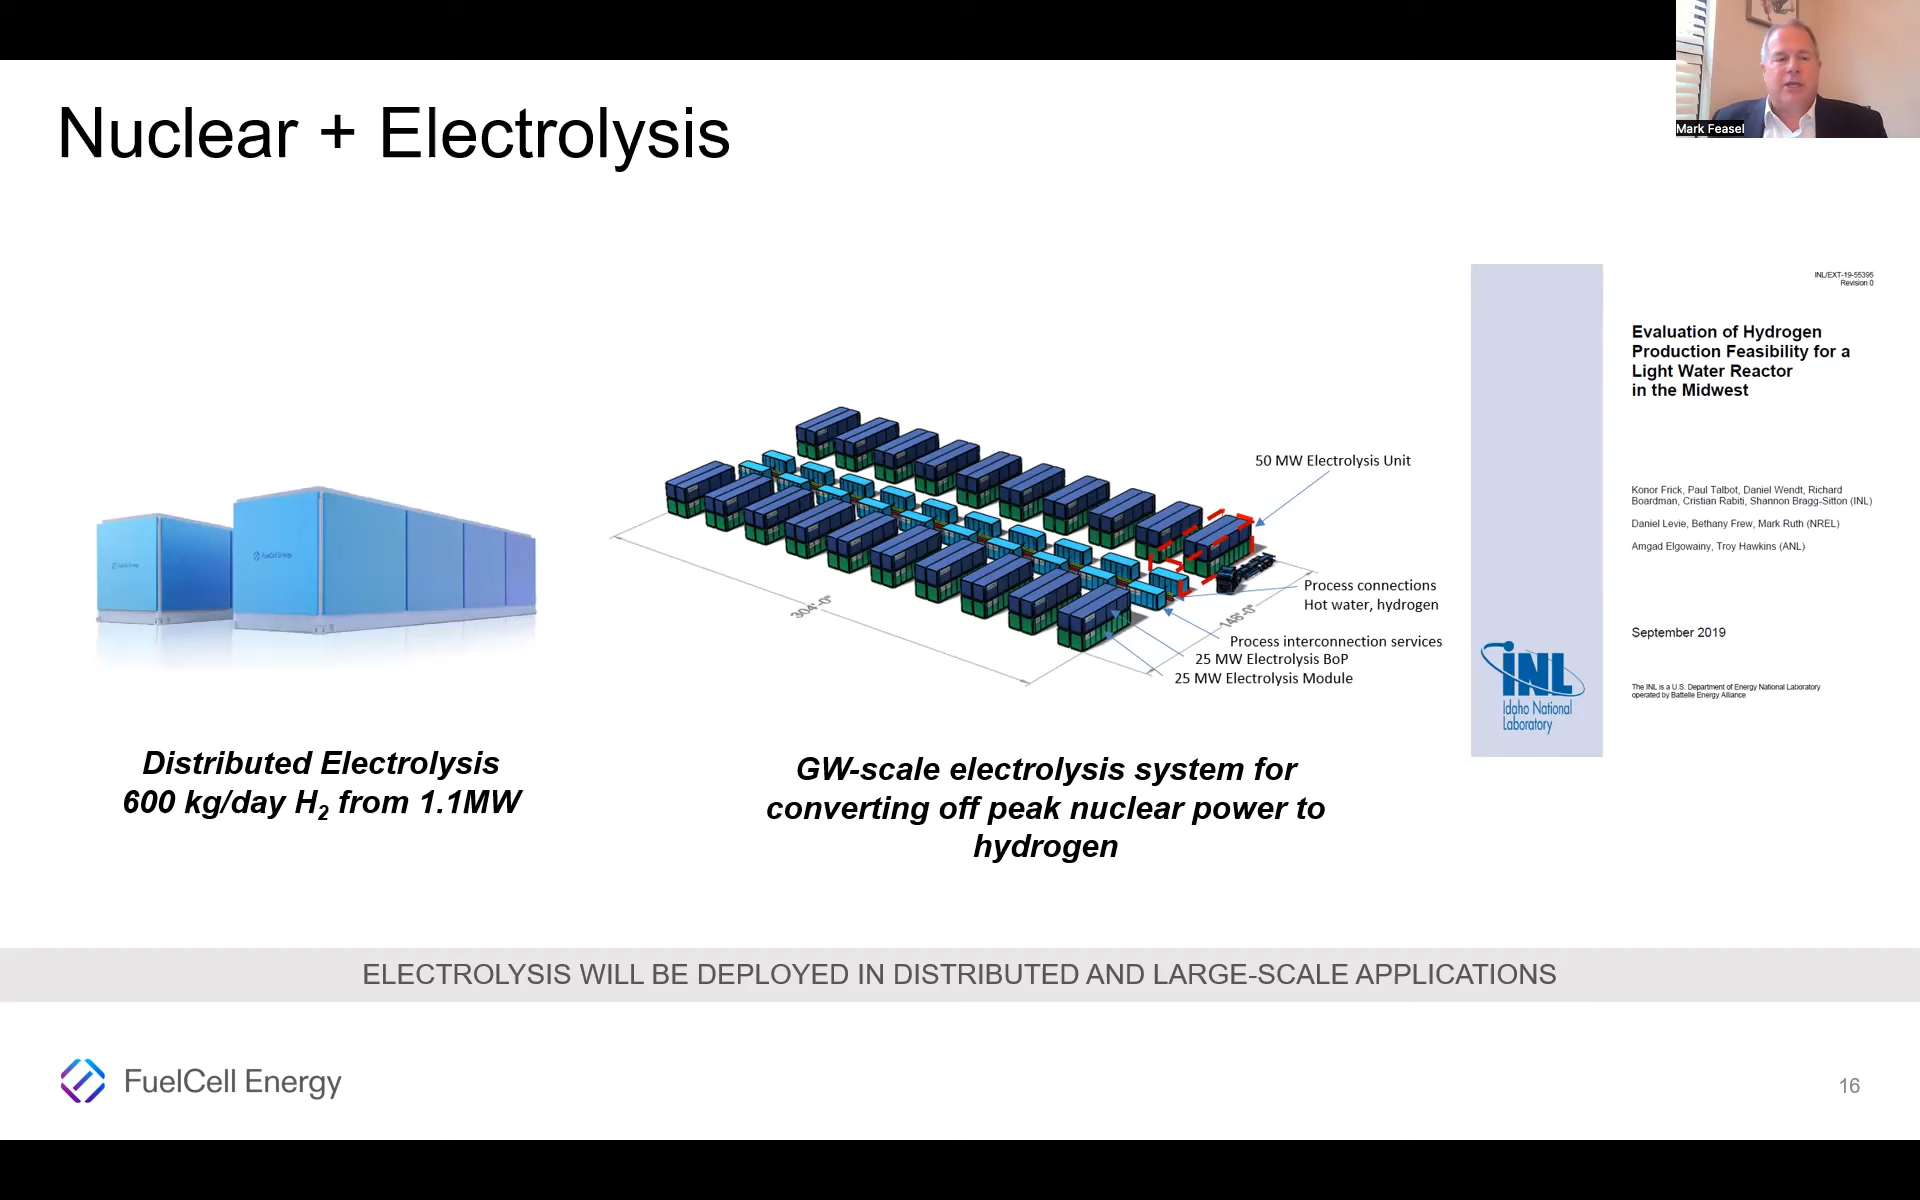 Mark Feasel
Nuclear + Electrolysis
FuelCell Energy
FuelCell Energy
Distributed Electrolysis
600 kg/day H2 from 1.1MW
304'-0"
148'-0"
50 MW Electrolysis Unit
Process connections
Hot water, hydrogen
Process interconnection services
25 MW Electrolysis BoP
25 MW Electrolysis Module
GW-scale electrolysis system for
converting off peak nuclear power to
hydrogen
INL/EXT-19-55395
Revision 0
Evaluation of Hydrogen
Production Feasibility for a
Light Water Reactor
in the Midwest
Konor Frick, Paul Talbot, Daniel Wendt, Richard
Boardman, Cristian Rabiti, Shannon Bragg-Sitton (INL)
Daniel Levie, Bethany Frew, Mark Ruth (NREL)
Amgad Elgowainy, Troy Hawkins (ANL)
September 2019
The INL is a U.S. Department of Energy National Laboratory
operated by Battelle Energy Alliance
INL
Idaho National
Laboratory
ELECTROLYSIS WILL BE DEPLOYED IN DISTRIBUTED AND LARGE-SCALE APPLICATIONS
FuelCell Energy
16